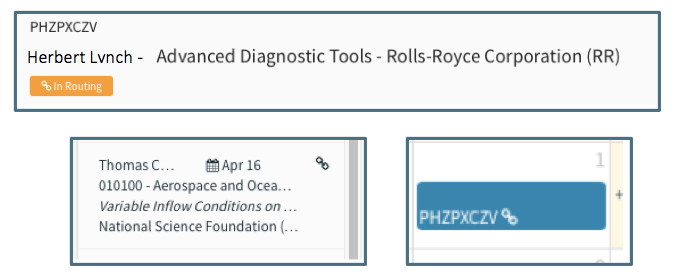 PHZPXCZV
Herbert Lvnch - Advanced Diagnostic Tools - Rolls-Royce Corporation (RR)
In Routing
Thomas C... Apr 16
010100 - Aerospace and Ocea...
Variable Inflow Conditions on ...
National Science Foundation (...
1
PHZPXCZV
+